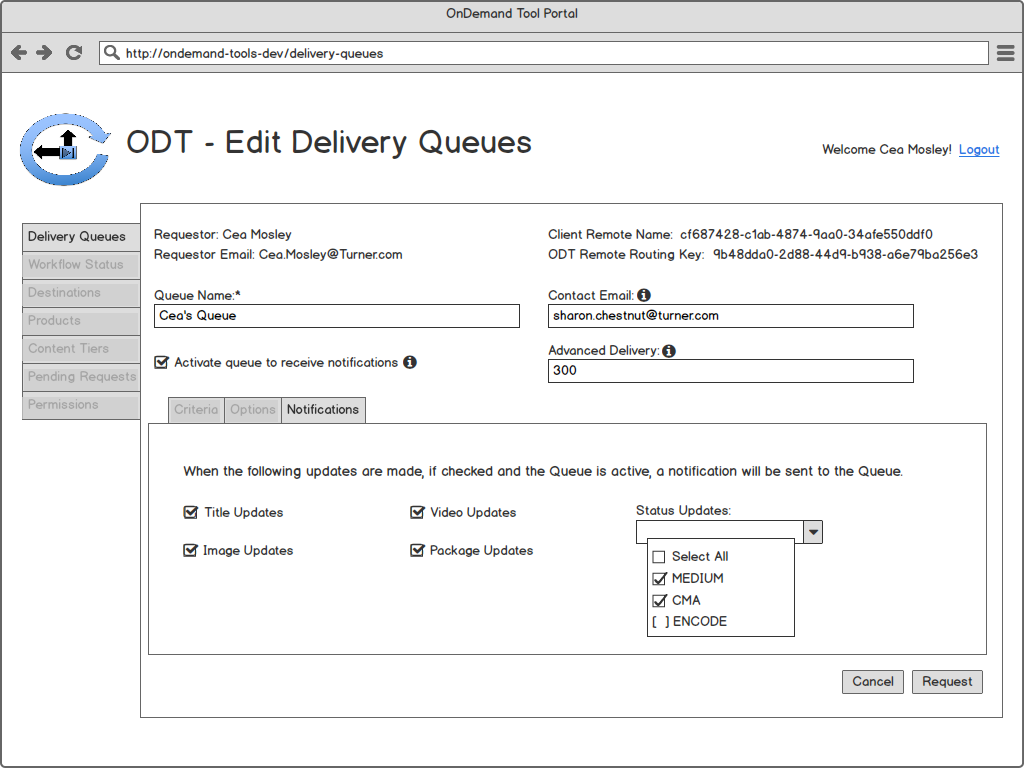 OnDemand Tool Portal
http://ondemand-tools-dev/delivery-queues
ODT - Edit Delivery Queues
Welcome Cea Mosley! Logout
Delivery Queues
Workflow Status
Destinations
Products
Content Tiers
Pending Requests
Permissions
Requestor: Cea Mosley
Requestor Email: Cea.Mosley@Turner.com
Client Remote Name: cf687428-c1ab-4874-9aa0-34afe550ddf0
ODT Remote Routing Key: 9b48dda0-2d88-44d9-b938-a6e79ba256e3
Queue Name:*
Cea's Queue
Contact Email:
sharon.chestnut@turner.com
Activate queue to receive notifications
Advanced Delivery:
300
Criteria Options Notifications
When the following updates are made, if checked and the Queue is active, a notification will be sent to the Queue.
Title Updates
Video Updates
Status Updates:
Image Updates
Package Updates
Select All
MEDIUM
CMA
[ ] ENCODE
Cancel Request